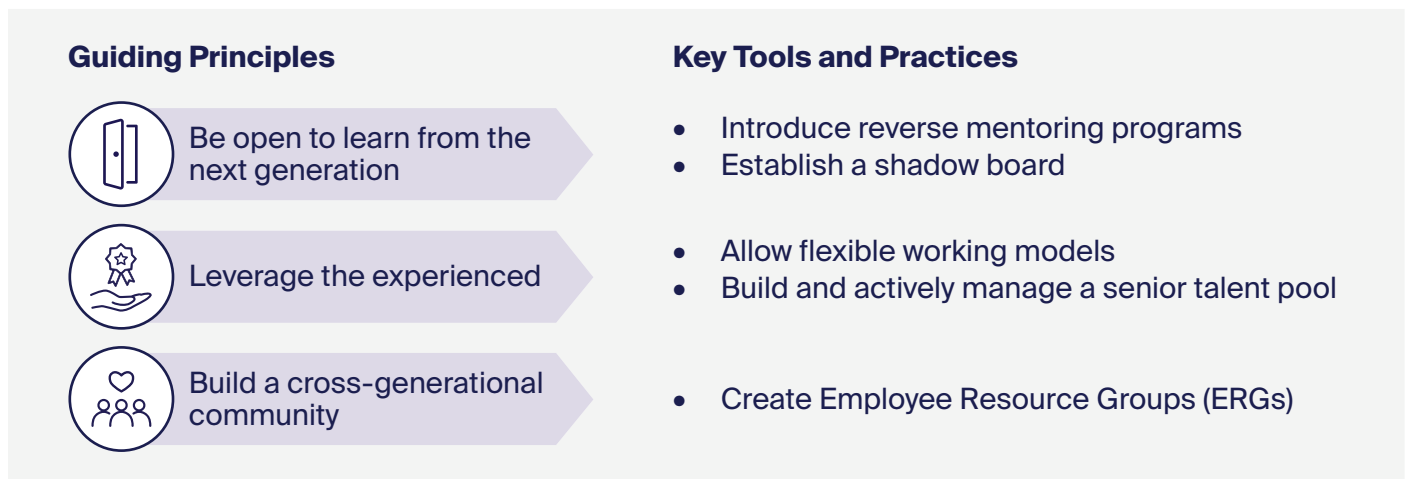 Guiding Principles
Key Tools and Practices
Be open to learn from the
next generation
• Introduce reverse mentoring programs
• Establish a shadow board
Leverage the experienced
• Allow flexible working models
• Build and actively manage a senior talent pool
Build a cross-generational
community
• Create Employee Resource Groups (ERGs)